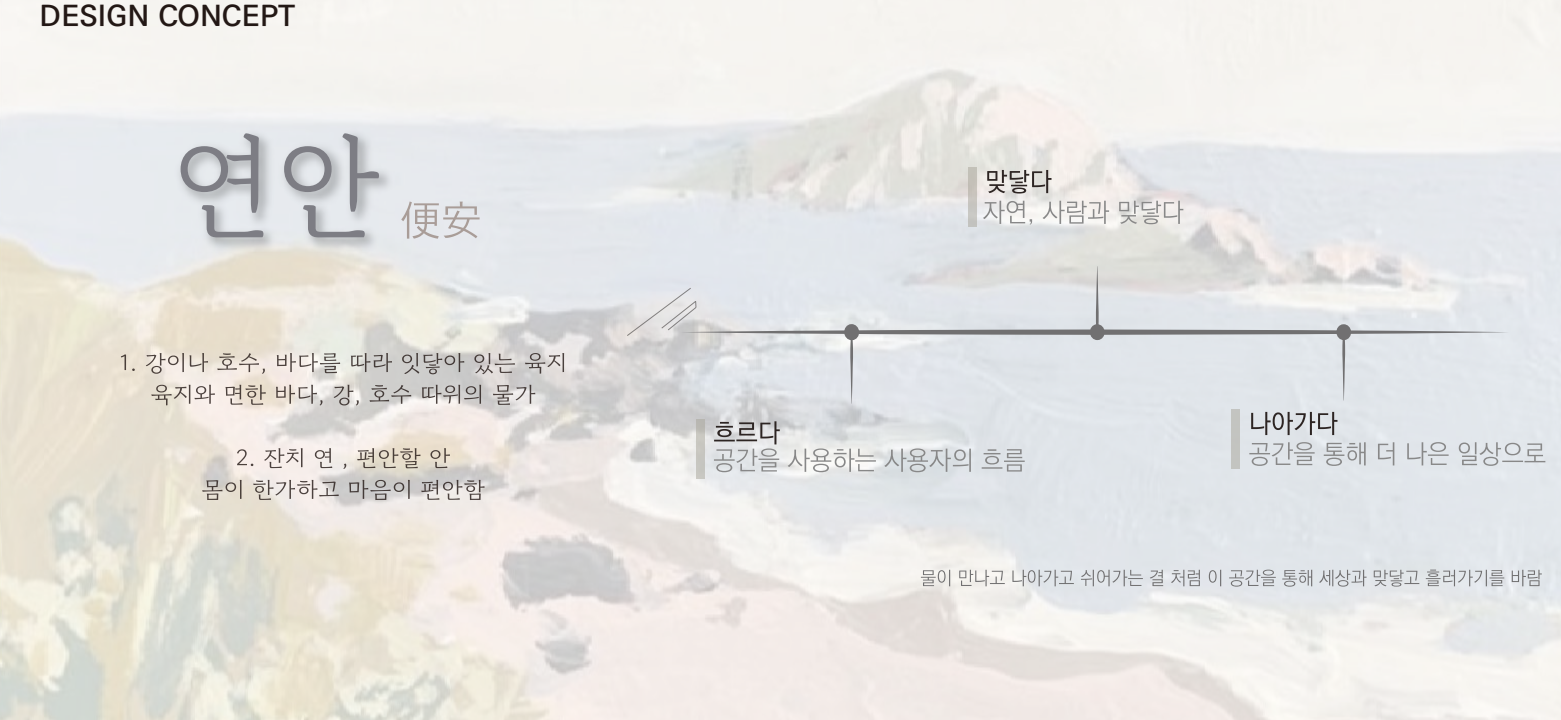 DESIGN CONCEPT
연안 便安
1. 강이나 호수, 바다를 따라 잇닿아 있는 육지
육지와 면한 바다, 강, 호수 따위의 물가
2. 잔치 연 , 편안할 안
몸이 한가하고 마음이 편안함
흐르다
공간을 사용하는 사용자의 흐름
맞닿다
자연, 사람과 맞닿다
나아가다
공간을 통해 더 나은 일상으로
물이 만나고 나아가고 쉬어가는 결 처럼 이 공간을 통해 세상과 맞닿고 흘러가기를 바람